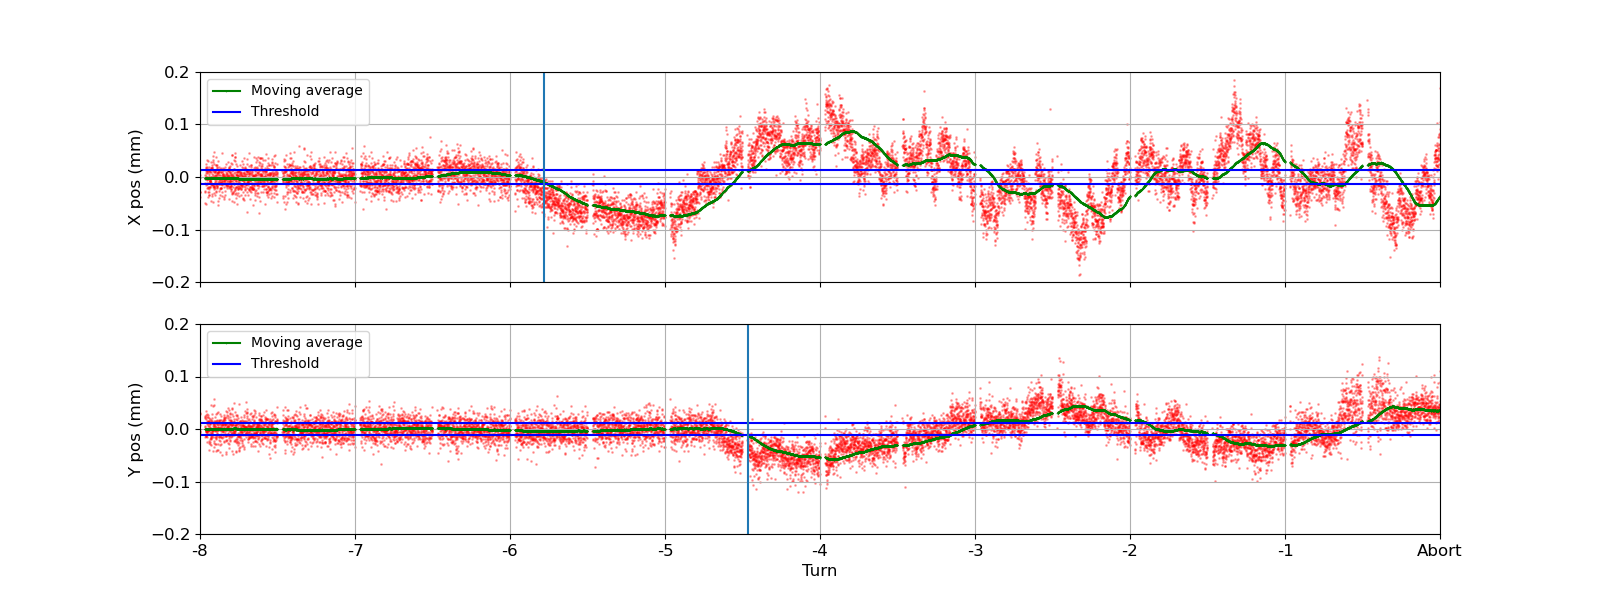 0.2
0.1
0.0
−0.1
−0.2
X pos (mm)
Moving average
Threshold
0.2
0.1
0.0
−0.1
−0.2
Y pos (mm)
Moving average
Threshold
-8 -7 -6 -5 -4 -3 -2 -1 Abort
Turn